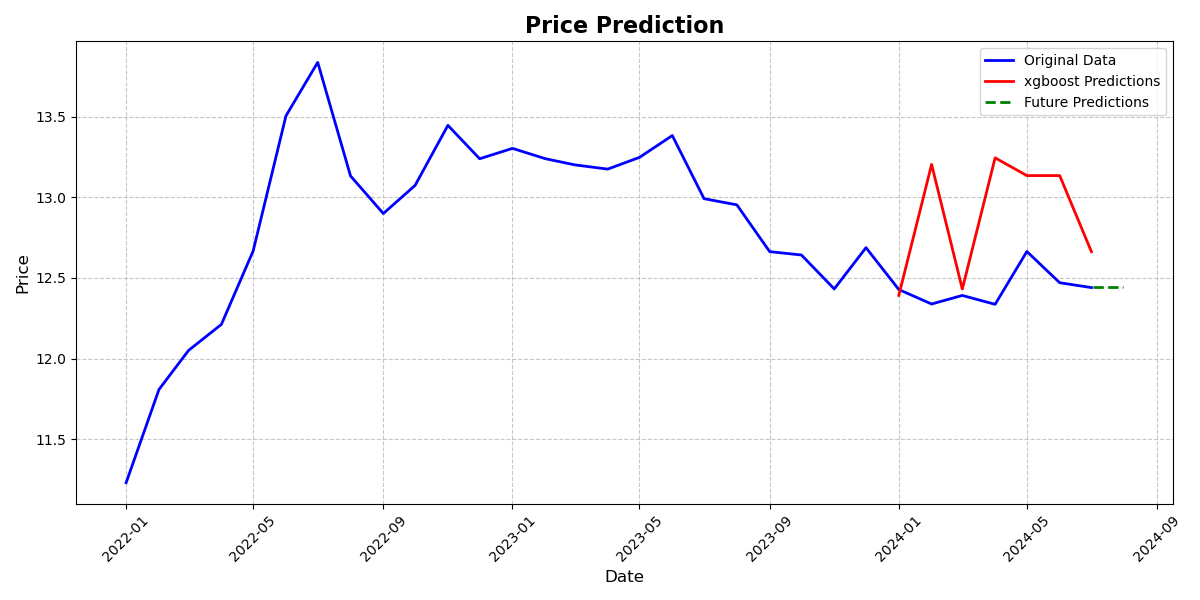 Price Prediction
Original Data
xgboost Predictions
Future Predictions
Price
13.5
13.0
12.5
12.0
11.5
2022-01
2022-05
2022-09
2023-01
2023-05
2023-09
2024-01
2024-05
2024-09
Date